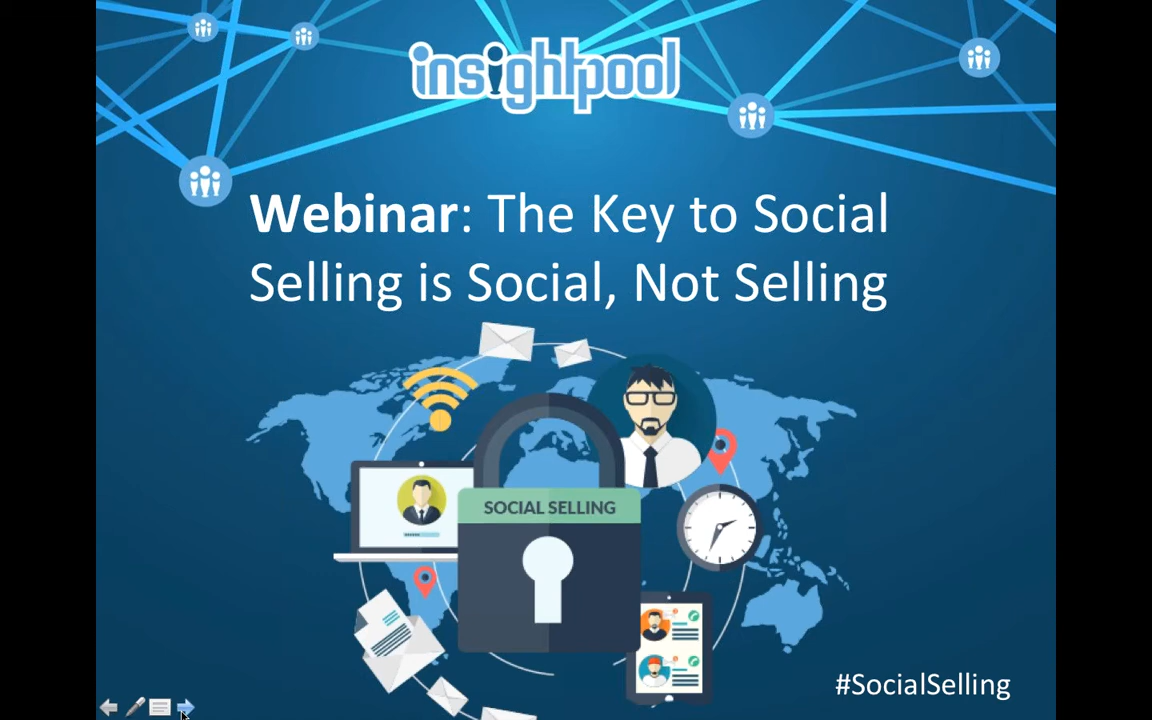 insightpool
Webinar: The Key to Social
Selling is Social, Not Selling
SOCIAL SELLING
#SocialSelling